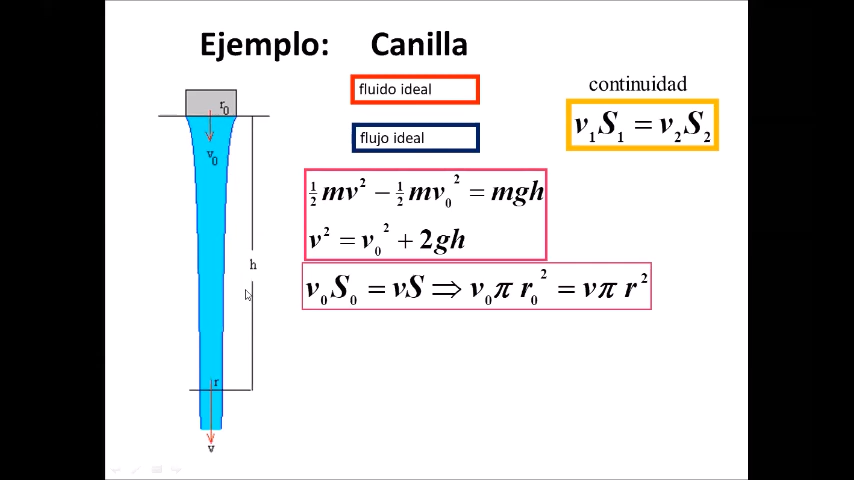 Ejemplo: Canilla
fluido ideal
continuidad
v₁S₁ = v₂S₂
flujo ideal
½mv² − ½mv₀² = mgh
v² = v₀² + 2gh
v₀S₀ = vS ⇒ v₀π r₀² = vπ r²
r₀
v₀
h
r
v